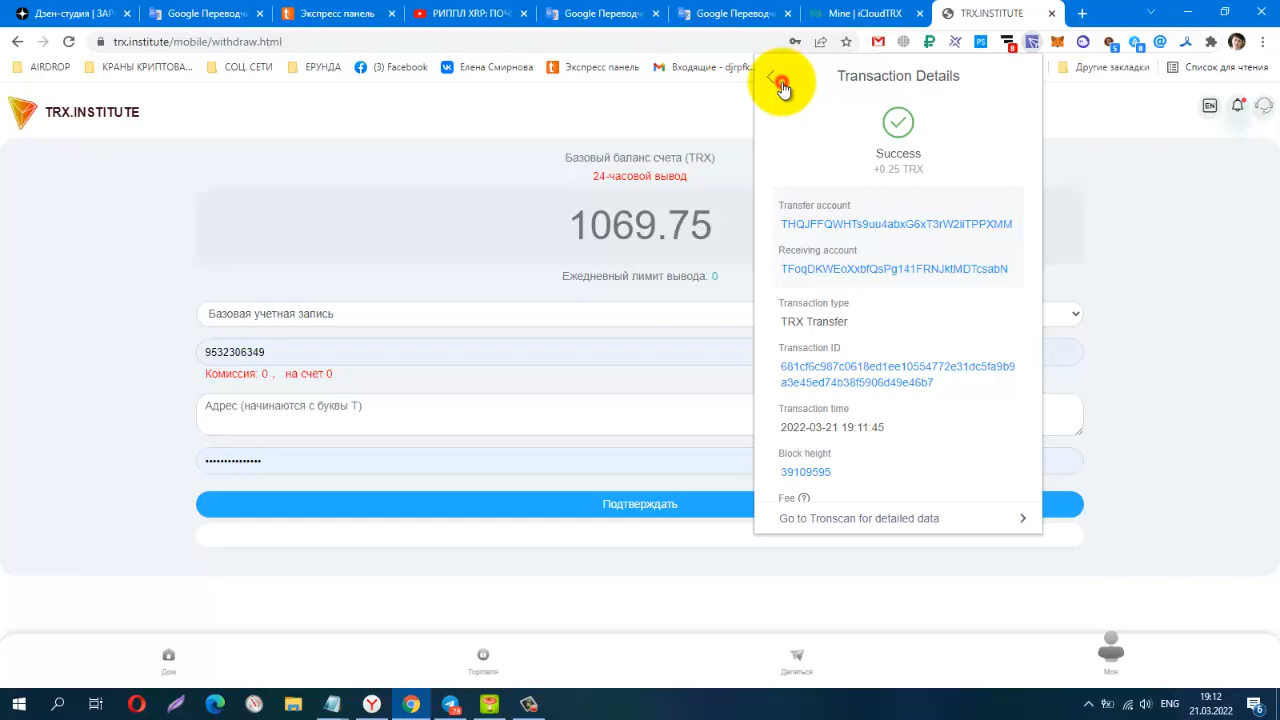 Дзен-студия | ЗАР
Google Переводч
Экспресс панель
РИППЛ XRP: ПОЧ
Google Переводч
Google Переводч
Mine | iCloudTRX
TRX.INSTITUTE
trx.institute/mobile/withdraw.html
AIRDROP
КРАНЫ КРИПТОВА...
СОЦ. СЕТИ
ЕРУНДА
(3) Facebook
Елена Смирнова
Экспресс панель
Входящие - djrpfk
Другие закладки
Список для чтения
TRX.INSTITUTE
EN
Базовый баланс счета (TRX)
24-часовой вывод
1069.75
Ежедневный лимит вывода: 0
Базовая учетная запись
9532306349
Комиссия: 0 , на счет 0
Адрес (начинаются с буквы T)
Подтверждать
Transaction Details
Success
+0.25 TRX
Transfer account
THQJFFQWHTs9uu4abxG6xT3rW2iiTPPXMM
Receiving account
TFoqDKWEoXxbfQsPg141FRNJktMDTcsabN
Transaction type
TRX Transfer
Transaction ID
681cf6c987c0618ed1ee10554772e31dc5fa9b9
a3e45ed74b38f5906d49e46b7
Transaction time
2022-03-21 19:11:45
Block height
39109595
Fee
Go to Tronscan for detailed data
Дом
Торговля
Делиться
Моя
ENG
19:12
21.03.2022